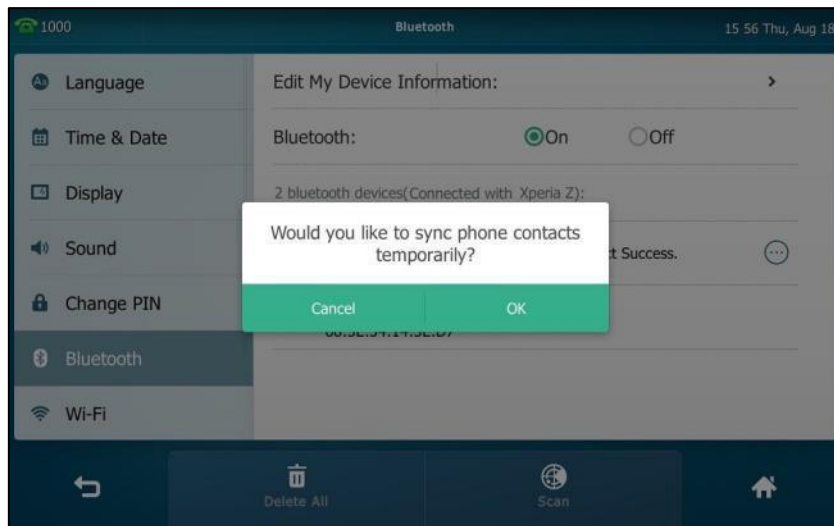 1000
Bluetooth
15 56 Thu, Aug 18
Language
Edit My Device Information:
Time & Date
Bluetooth:
On
Off
Display
2 bluetooth devices(Connected with Xperia Z):
Would you like to sync phone contacts
temporarily?
Sound
Success.
Cancel
OK
Change PIN
Bluetooth
Wi-Fi
Delete All
Scan